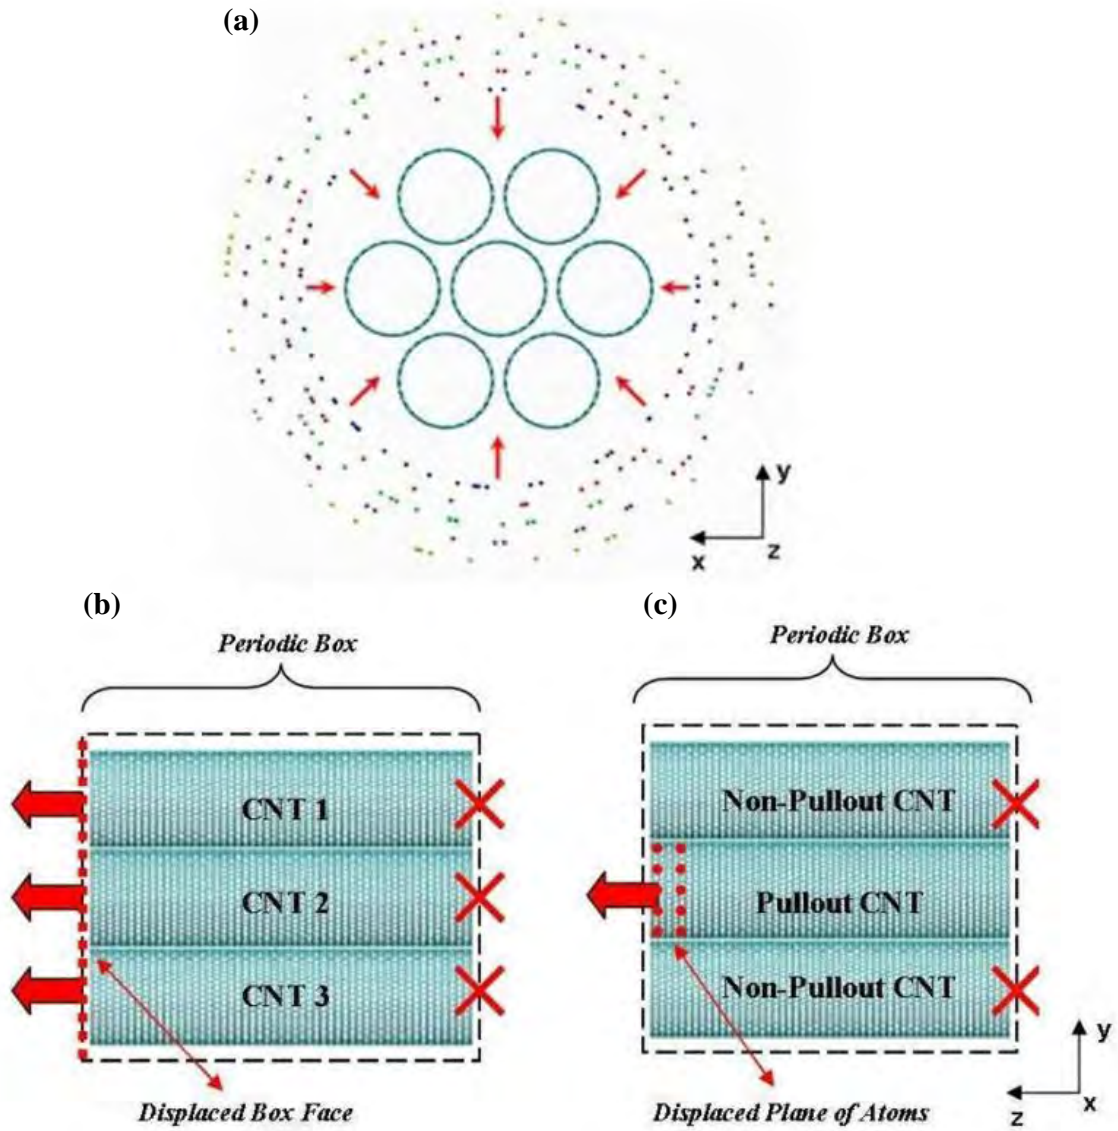 (a)
y
x
z
(b)
(c)
Periodic Box
Periodic Box
CNT 1
CNT 2
CNT 3
Non-Pullout CNT
Pullout CNT
Non-Pullout CNT
y
z
x
Displaced Box Face
Displaced Plane of Atoms